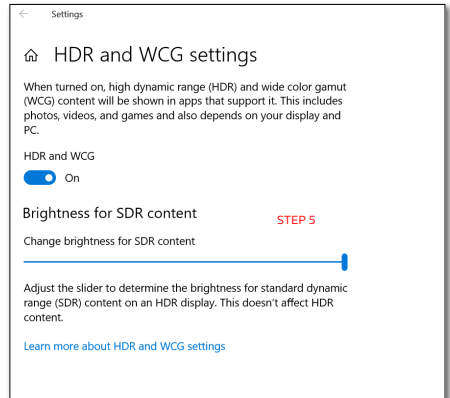 Settings
HDR and WCG settings
When turned on, high dynamic range (HDR) and wide color gamut
(WCG) content will be shown in apps that support it. This includes
photos, videos, and games and also depends on your display and
PC.
HDR and WCG
On
Brightness for SDR content
STEP 5
Change brightness for SDR content
Adjust the slider to determine the brightness for standard dynamic
range (SDR) content on an HDR display. This doesn't affect HDR
content.
Learn more about HDR and WCG settings